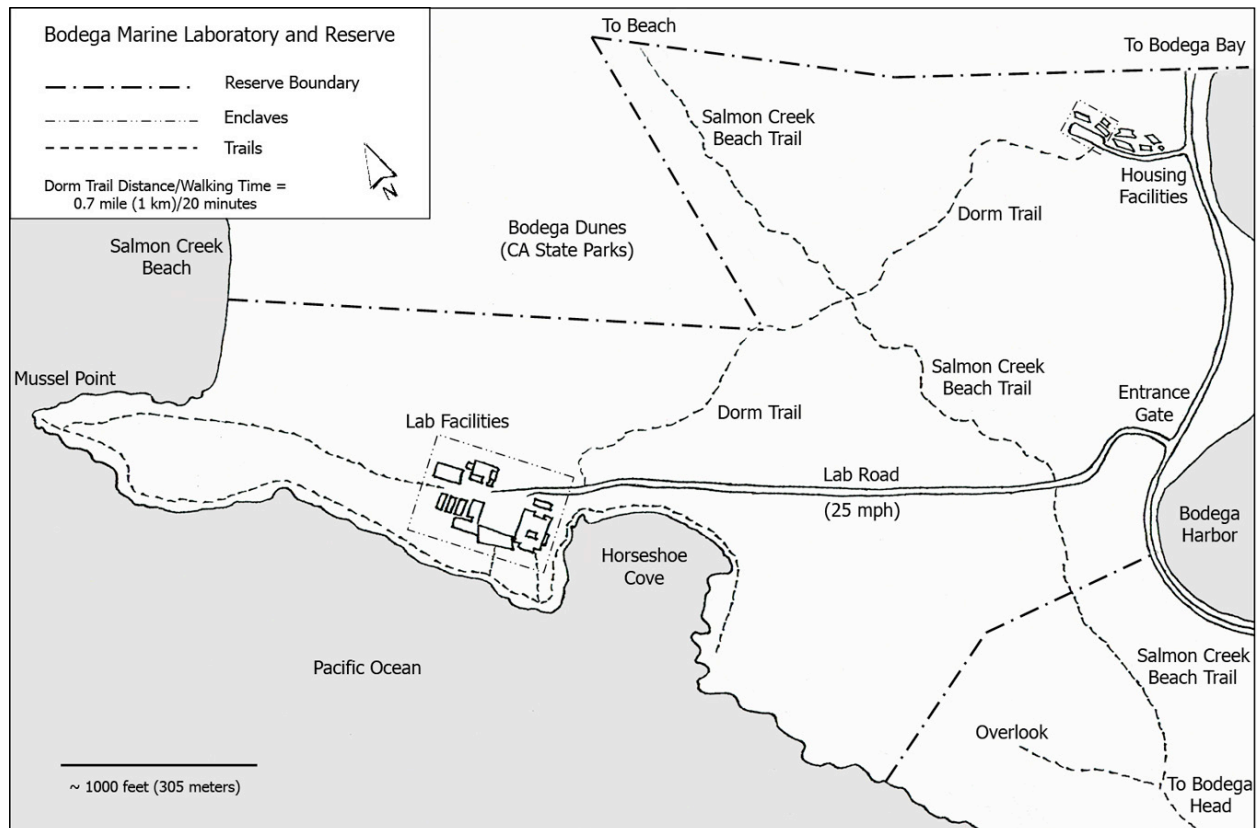 Bodega Marine Laboratory and Reserve
Reserve Boundary
Enclaves
Trails
Dorm Trail Distance/Walking Time =
0.7 mile (1 km)/20 minutes
N
To Beach
To Bodega Bay
Salmon Creek
Beach Trail
Housing
Facilities
Dorm Trail
Bodega Dunes
(CA State Parks)
Salmon Creek
Beach
Mussel Point
Salmon Creek
Beach Trail
Entrance
Gate
Dorm Trail
Lab Facilities
Lab Road
(25 mph)
Bodega
Harbor
Horseshoe
Cove
Pacific Ocean
Salmon Creek
Beach Trail
Overlook
To Bodega
Head
~ 1000 feet (305 meters)